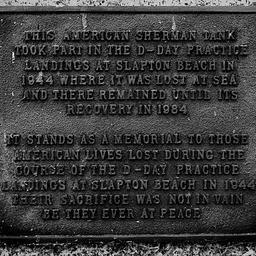 THIS AMERICAN SHERMAN TANK
TOOK PART IN THE D-DAY PRACTICE
LANDINGS AT SLAPTON BEACH IN
1944 WHERE IT WAS LOST AT SEA
AND THERE REMAINED UNTIL ITS
RECOVERY IN 1984
IT STANDS AS A MEMORIAL TO THOSE
AMERICAN LIVES LOST DURING THE
COURSE OF THE D-DAY PRACTICE
LANDINGS AT SLAPTON BEACH IN 1944
THEIR SACRIFICE WAS NOT IN VAIN
BE THEY EVER AT PEACE